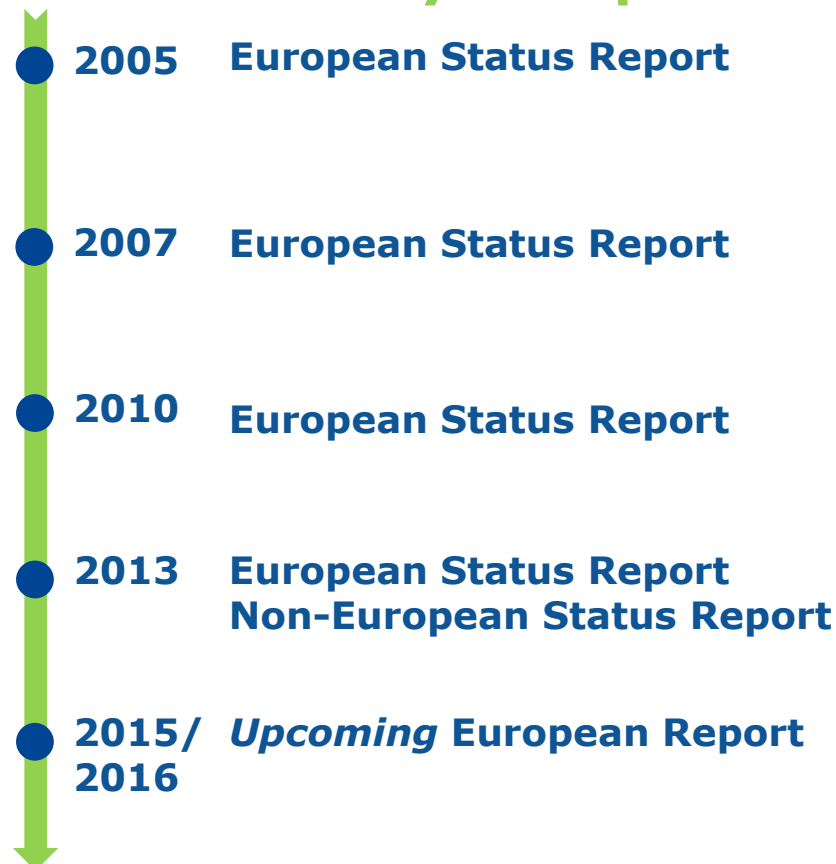 2005 European Status Report
2007 European Status Report
2010 European Status Report
2013 European Status Report
Non-European Status Report
2015/ Upcoming European Report
2016